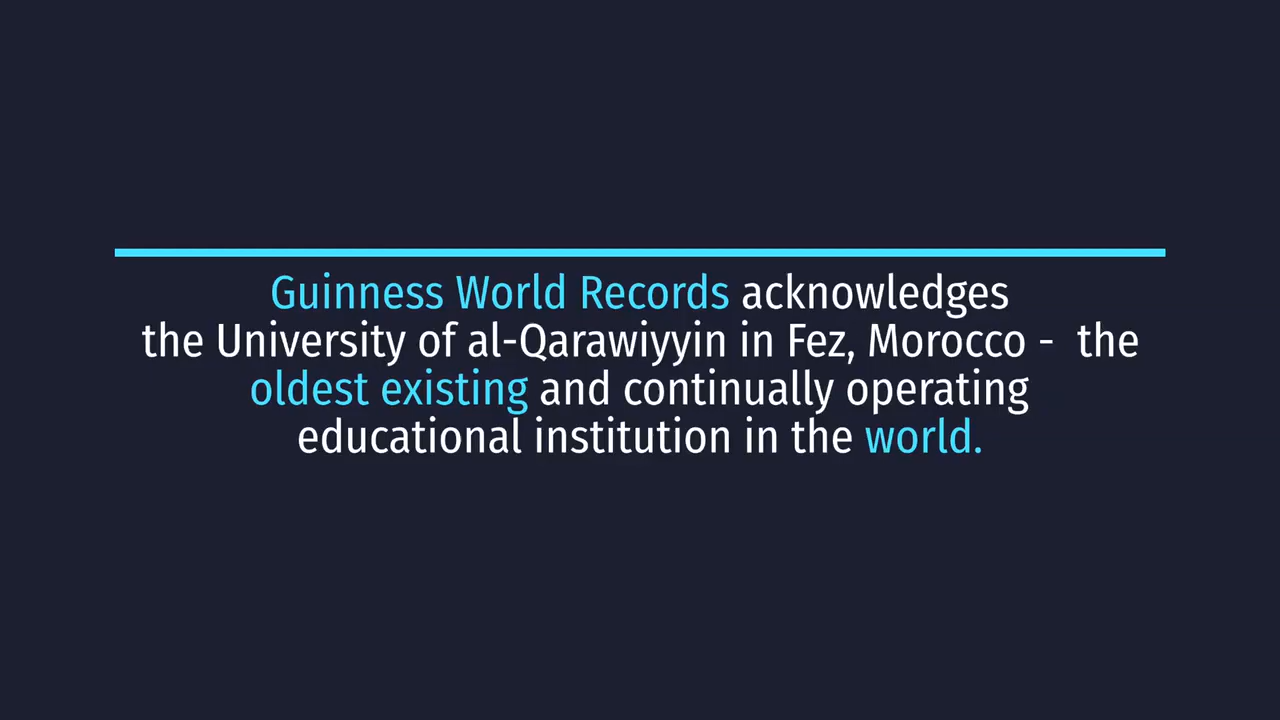 Guinness World Records acknowledges
the University of al-Qarawiyyin in Fez, Morocco -  the
oldest existing and continually operating
educational institution in the world.